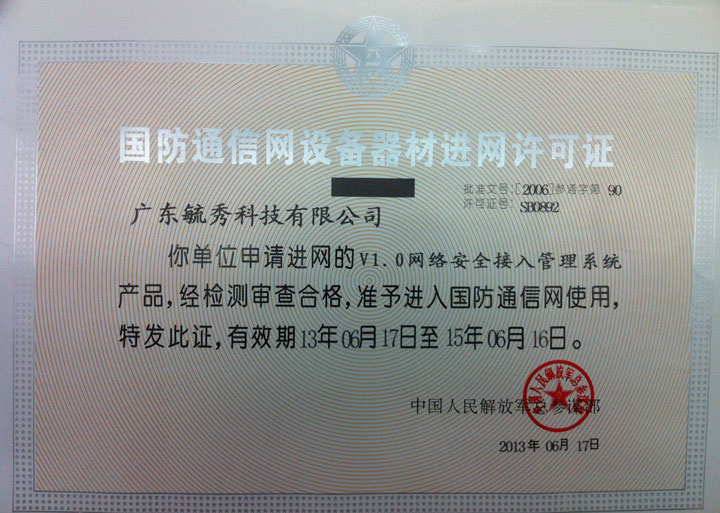 国防通信网设备器材进网许可证
批准文号:[2006]参通字第 90
许可证号: SB0892
广东毓秀科技有限公司
你单位申请进网的V1.0网络安全接入管理系统
产品,经检测审查合格,准予进入国防通信网使用,
特发此证,有效期13年06月17日至15年06月16日。
中国人民解放军总参谋部
2013年 06月 17日